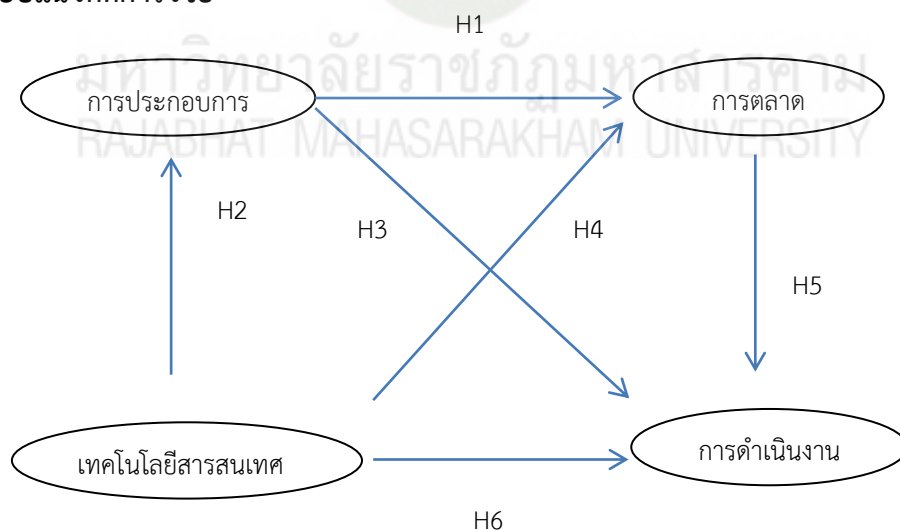 H1
มหาวิทยาลัยราชภัฏมหาสารคาม
RAJABHAT MAHASARAKHAM UNIVERSITY
การประกอบการ
การตลาด
H2
H3
H4
H5
เทคโนโลยีสารสนเทศ
การดำเนินงาน
H6